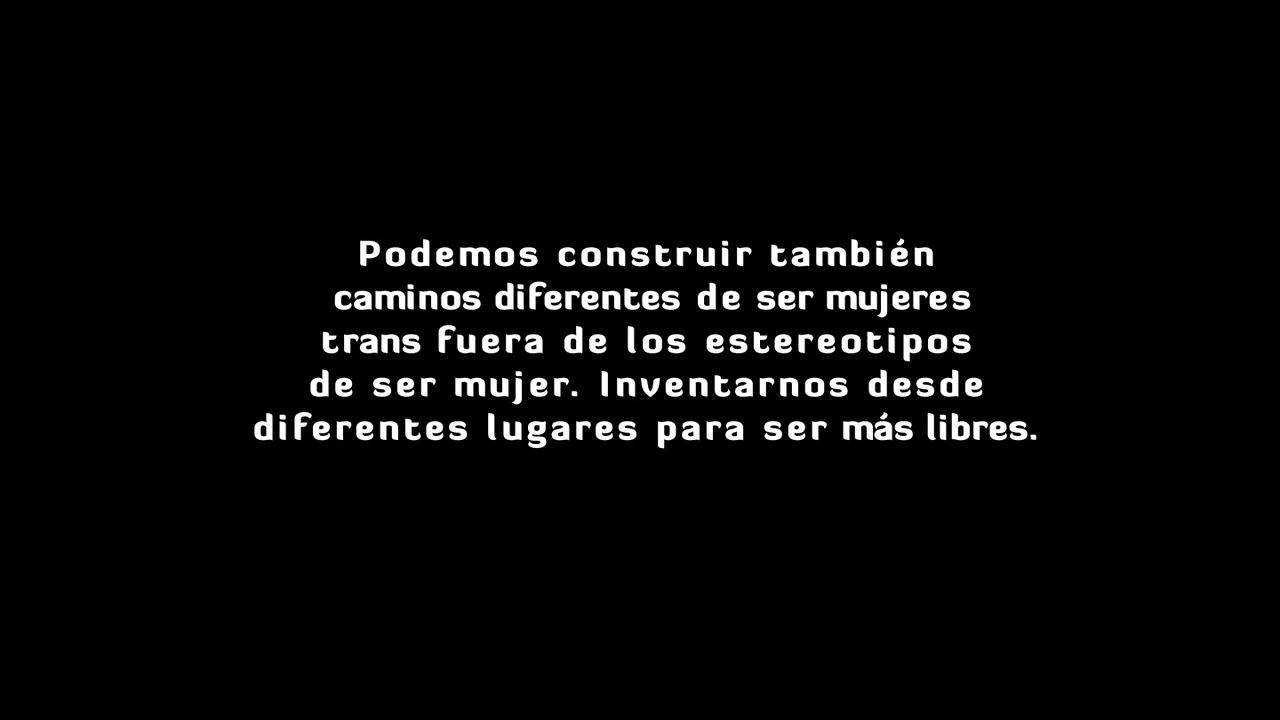 Podemos construir también
caminos diferentes de ser mujeres
trans fuera de los estereotipos
de ser mujer. Inventarnos desde
diferentes lugares para ser más libres.